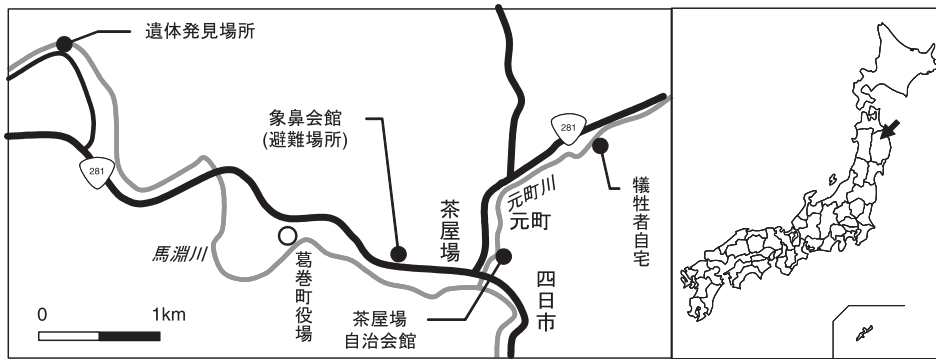 遺体発見場所
象鼻会館
(避難場所)
281
281
元町川
元町
犠牲者自宅
茶屋場
馬淵川
葛巻町役場
四日市
茶屋場
自治会館
0 1km